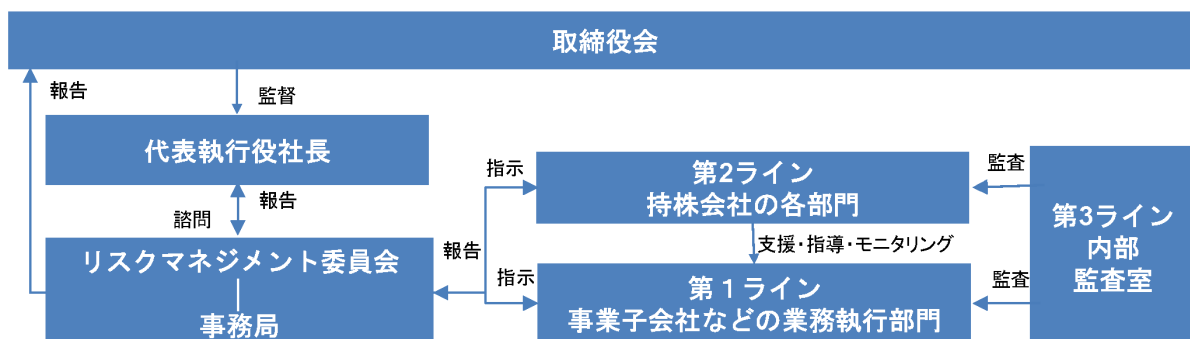 取締役会
報告
監督
代表執行役社長
報告
諮問
リスクマネジメント委員会
事務局
報告
指示
指示
第2ライン
持株会社の各部門
支援・指導・モニタリング
第１ライン
事業子会社などの業務執行部門
監査
監査
第3ライン
内部
監査室